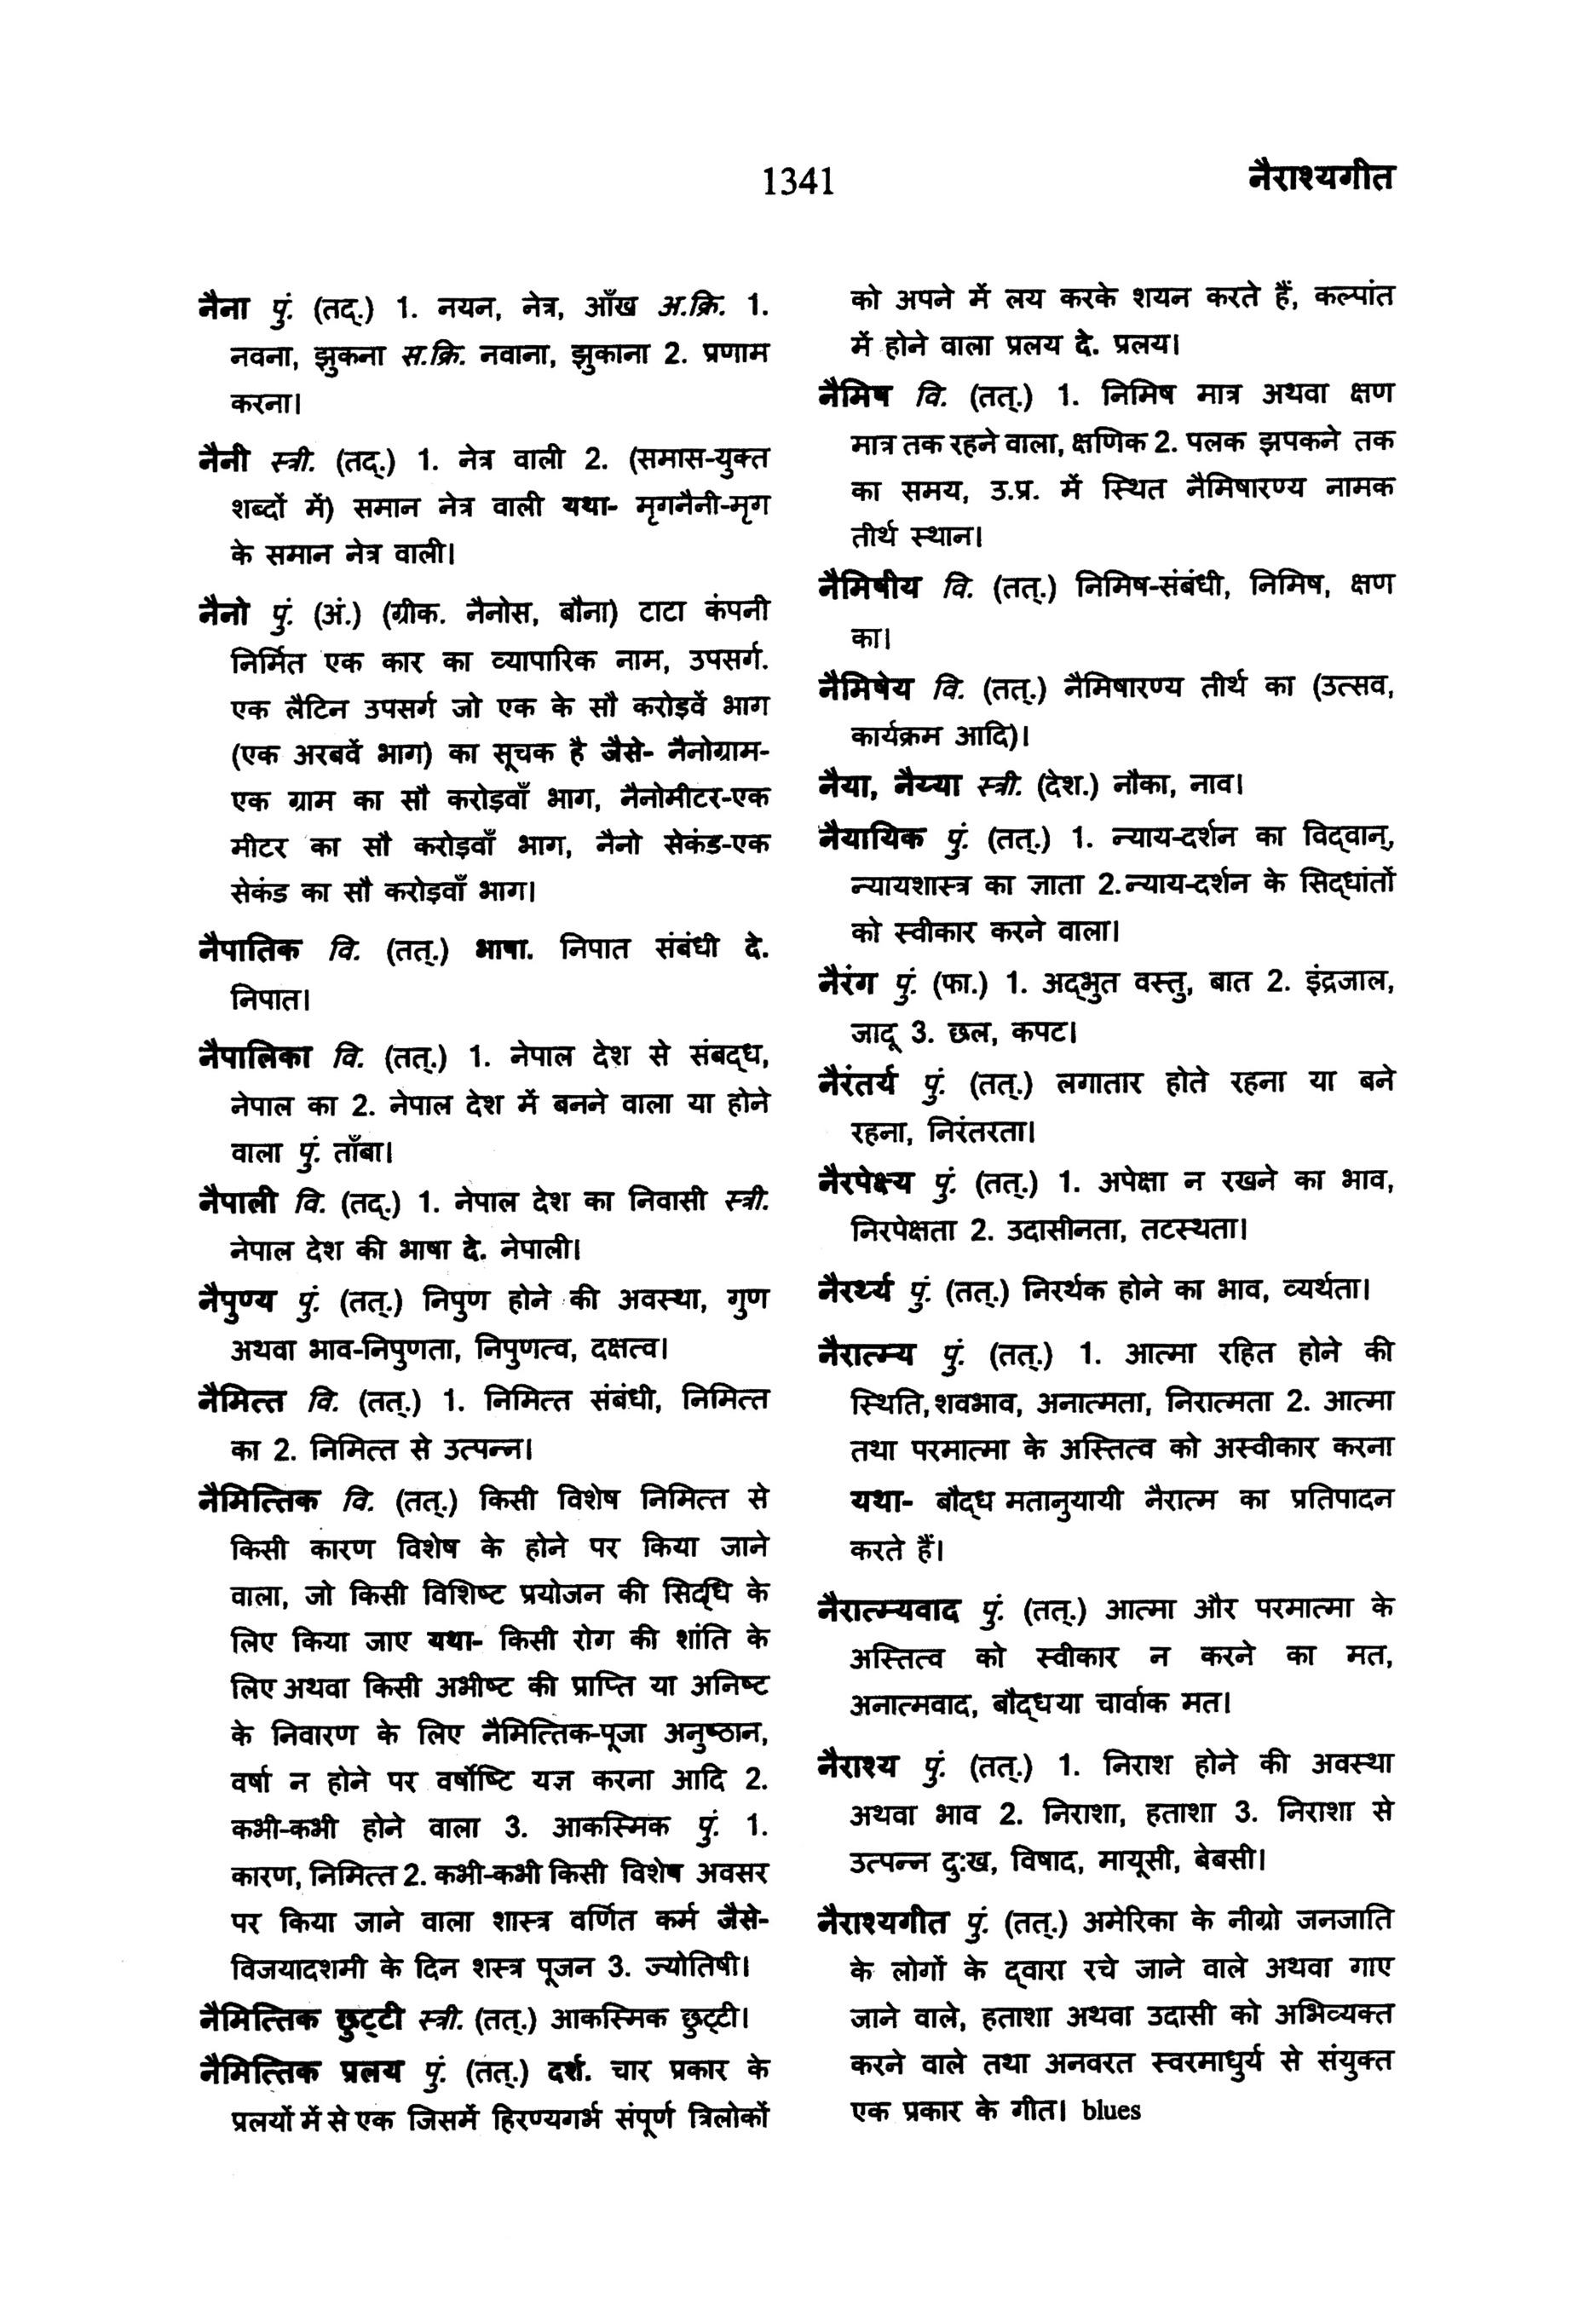 1341
नैराश्यगीत
नैना पुं. (तद्.) 1. नयन, नेत्र, आँख अ.क्रि. 1.
नवना, झुकना स.क्रि. नवाना, झुकाना 2. प्रणाम
करना।
नैनी स्त्री. (तद्.) 1. नेत्र वाली 2. (समास-युक्त
शब्दों में) समान नेत्र वाली यथा- मृगनैनी-मृग
के समान नेत्र वाली।
नैनो पुं. (अं.) (ग्रीक. नैनोस, बौना) टाटा कंपनी
निर्मित एक कार का व्यापारिक नाम, उपसर्ग.
एक लैटिन उपसर्ग जो एक के सौ करोड़वें भाग
(एक अरबवें भाग) का सूचक है जैसे- नैनोग्राम-
एक ग्राम का सौ करोड़वाँ भाग, नैनोमीटर-एक
मीटर का सौ करोड़वाँ भाग, नैनो सेकंड-एक
सेकंड का सौ करोड़वाँ भाग।
नैपातिक वि. (तत्.) भाषा. निपात संबंधी दे.
निपात।
नैपालिका वि. (तत्.) 1. नेपाल देश से संबद्ध,
नेपाल का 2. नेपाल देश में बनने वाला या होने
वाला पुं. ताँबा।
नैपाली वि. (तद्.) 1. नेपाल देश का निवासी स्त्री.
नेपाल देश की भाषा दे. नेपाली।
नैपुण्य पुं. (तत्.) निपुण होने की अवस्था, गुण
अथवा भाव-निपुणता, निपुणत्व, दक्षत्व।
नैमित्त वि. (तत्.) 1. निमित्त संबंधी, निमित्त
का 2. निमित्त से उत्पन्न।
नैमित्तिक वि. (तत्.) किसी विशेष निमित्त से
किसी कारण विशेष के होने पर किया जाने
वाला, जो किसी विशिष्ट प्रयोजन की सिद्धि के
लिए किया जाए यथा- किसी रोग की शांति के
लिए अथवा किसी अभीष्ट की प्राप्ति या अनिष्ट
के निवारण के लिए नैमित्तिक-पूजा अनुष्ठान,
वर्षा न होने पर वर्षोष्टि यज्ञ करना आदि 2.
कभी-कभी होने वाला 3. आकस्मिक पुं. 1.
कारण, निमित्त 2. कभी-कभी किसी विशेष अवसर
पर किया जाने वाला शास्त्र वर्णित कर्म जैसे-
विजयादशमी के दिन शस्त्र पूजन 3. ज्योतिषी।
नैमित्तिक छुट्टी स्त्री. (तत्.) आकस्मिक छुट्टी।
नैमित्तिक प्रलय पुं. (तत्.) दर्श. चार प्रकार के
प्रलयों में से एक जिसमें हिरण्यगर्भ संपूर्ण त्रिलोकों
को अपने में लय करके शयन करते हैं, कल्पांत
में होने वाला प्रलय दे. प्रलय।
नैमिष वि. (तत्.) 1. निमिष मात्र अथवा क्षण
मात्र तक रहने वाला, क्षणिक 2. पलक झपकने तक
का समय, उ.प्र. में स्थित नैमिषारण्य नामक
तीर्थ स्थान।
नैमिषीय वि. (तत्.) निमिष-संबंधी, निमिष, क्षण
का।
नैमिषेय वि. (तत्.) नैमिषारण्य तीर्थ का (उत्सव,
कार्यक्रम आदि)।
नैया, नैय्या स्त्री. (देश.) नौका, नाव।
नैयायिक पुं. (तत्.) 1. न्याय-दर्शन का विद्वान्,
न्यायशास्त्र का ज्ञाता 2.न्याय-दर्शन के सिद्धांतों
को स्वीकार करने वाला।
नैरंग पुं. (फा.) 1. अद्भुत वस्तु, बात 2. इंद्रजाल,
जादू 3. छल, कपट।
नैरंतर्य पुं. (तत्.) लगातार होते रहना या बने
रहना, निरंतरता।
नैरपेक्ष्य पुं. (तत्.) 1. अपेक्षा न रखने का भाव,
निरपेक्षता 2. उदासीनता, तटस्थता।
नैरर्थ्य पुं. (तत्.) निरर्थक होने का भाव, व्यर्थता।
नैरात्म्य पुं. (तत्.) 1. आत्मा रहित होने की
स्थिति, शवभाव, अनात्मता, निरात्मता 2. आत्मा
तथा परमात्मा के अस्तित्व को अस्वीकार करना
यथा- बौद्ध मतानुयायी नैरात्म का प्रतिपादन
करते हैं।
नैरात्म्यवाद पुं. (तत्.) आत्मा और परमात्मा के
अस्तित्व को स्वीकार न करने का मत,
अनात्मवाद, बौद्धया चार्वाक मत।
नैराश्य पुं. (तत्.) 1. निराश होने की अवस्था
अथवा भाव 2. निराशा, हताशा 3. निराशा से
उत्पन्न दुःख, विषाद, मायूसी, बेबसी।
नैराश्यगीत पुं. (तत्.) अमेरिका के नीग्रो जनजाति
के लोगों के द्वारा रचे जाने वाले अथवा गाए
जाने वाले, हताशा अथवा उदासी को अभिव्यक्त
करने वाले तथा अनवरत स्वरमाधुर्य से संयुक्त
एक प्रकार के गीत। blues